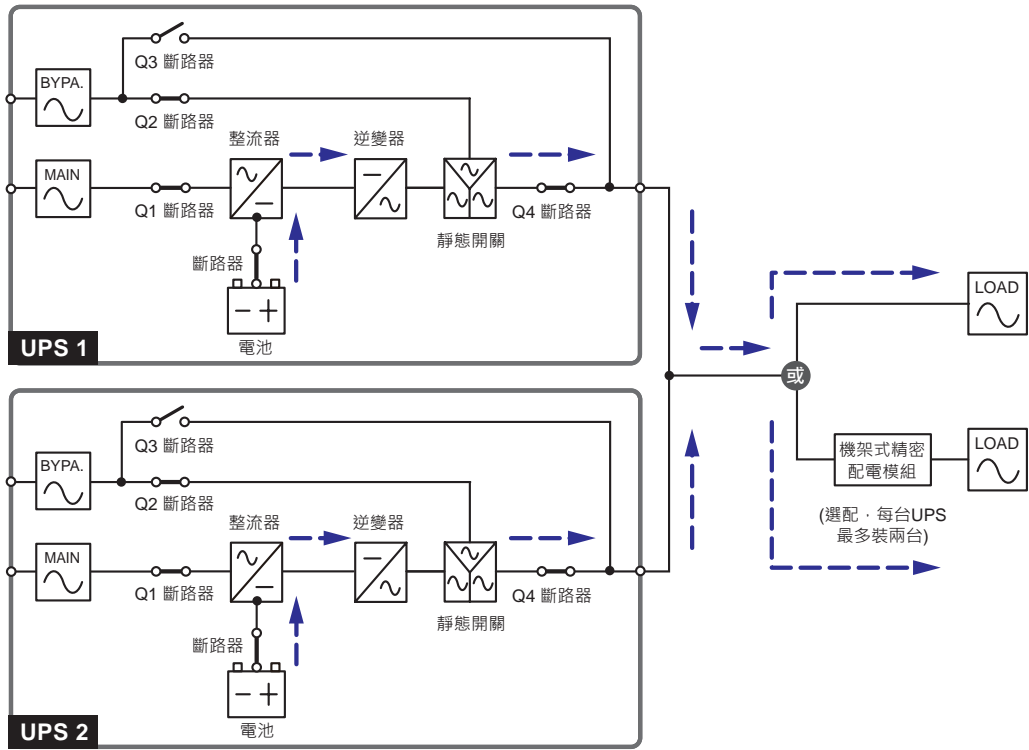 Q3 斷路器
BYPA.
Q2 斷路器
整流器
逆變器
MAIN
Q1 斷路器
Q4 斷路器
靜態開關
斷路器
電池
UPS 1
LOAD
或
Q3 斷路器
BYPA.
Q2 斷路器
整流器
逆變器
MAIN
Q1 斷路器
Q4 斷路器
靜態開關
斷路器
電池
UPS 2
機架式精密
配電模組
LOAD
(選配，每台UPS
最多裝兩台)